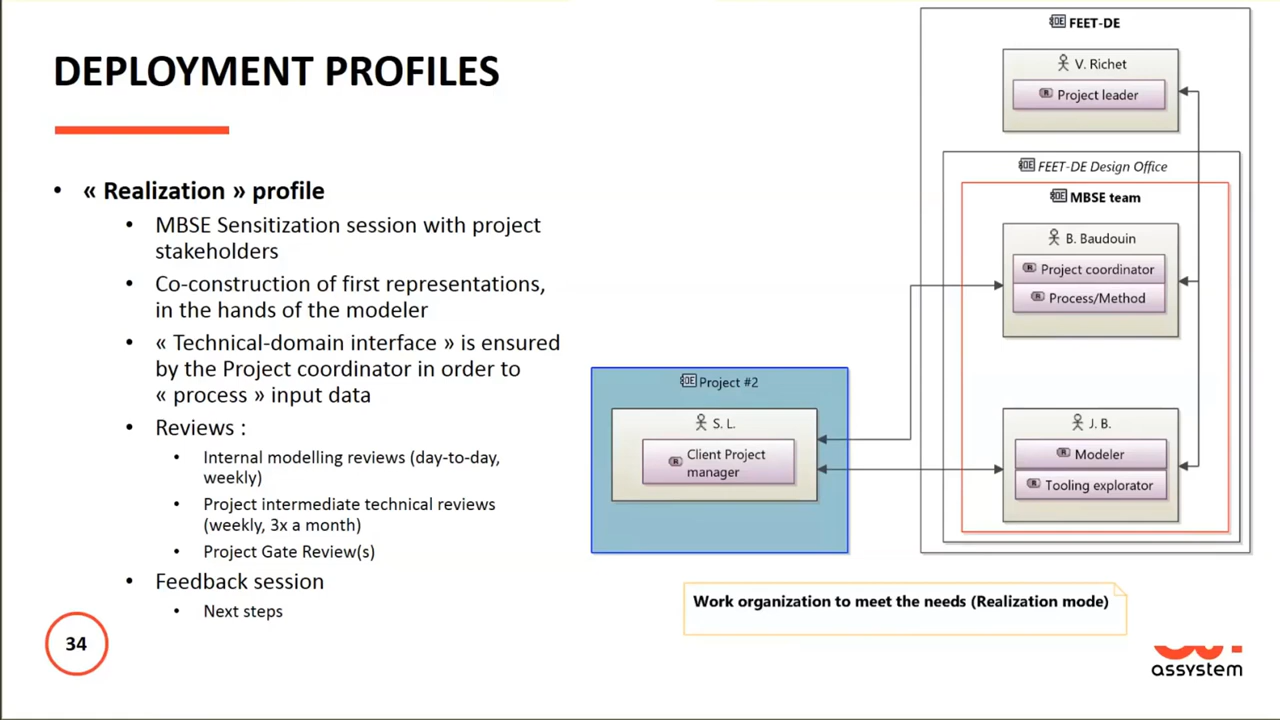 DEPLOYMENT PROFILES
• « Realization » profile
• MBSE Sensitization session with project
stakeholders
• Co-construction of first representations,
in the hands of the modeler
• « Technical-domain interface » is ensured
by the Project coordinator in order to
« process » input data
• Reviews :
• Internal modelling reviews (day-to-day,
weekly)
• Project intermediate technical reviews
(weekly, 3x a month)
• Project Gate Review(s)
• Feedback session
• Next steps
34
OE FEET-DE
V. Richet
R Project leader
OE FEET-DE Design Office
OE MBSE team
B. Baudouin
R Project coordinator
R Process/Method
OE Project #2
S. L.
R Client Project
manager
J. B.
R Modeler
R Tooling explorator
Work organization to meet the needs (Realization mode)
assystem